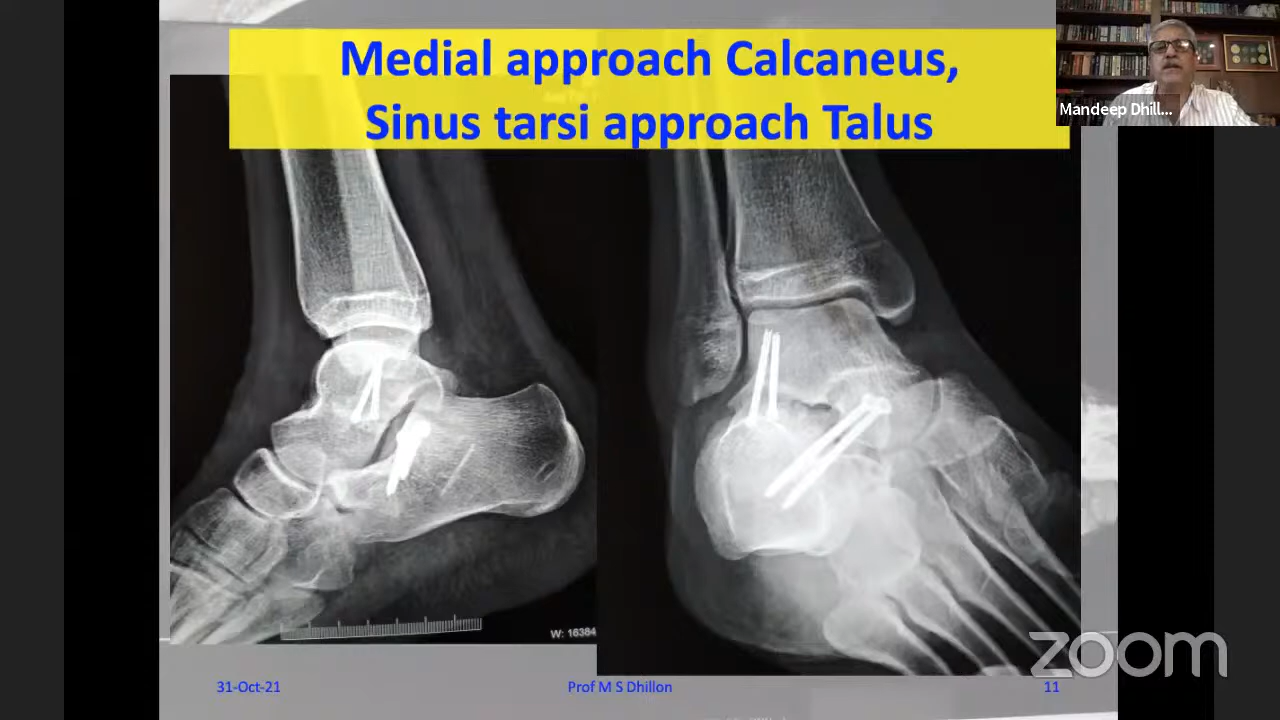 Medial approach Calcaneus,
Sinus tarsi approach Talus
Mandeep Dhill...
W: 16384
zoom
31-Oct-21
Prof M S Dhillon
11